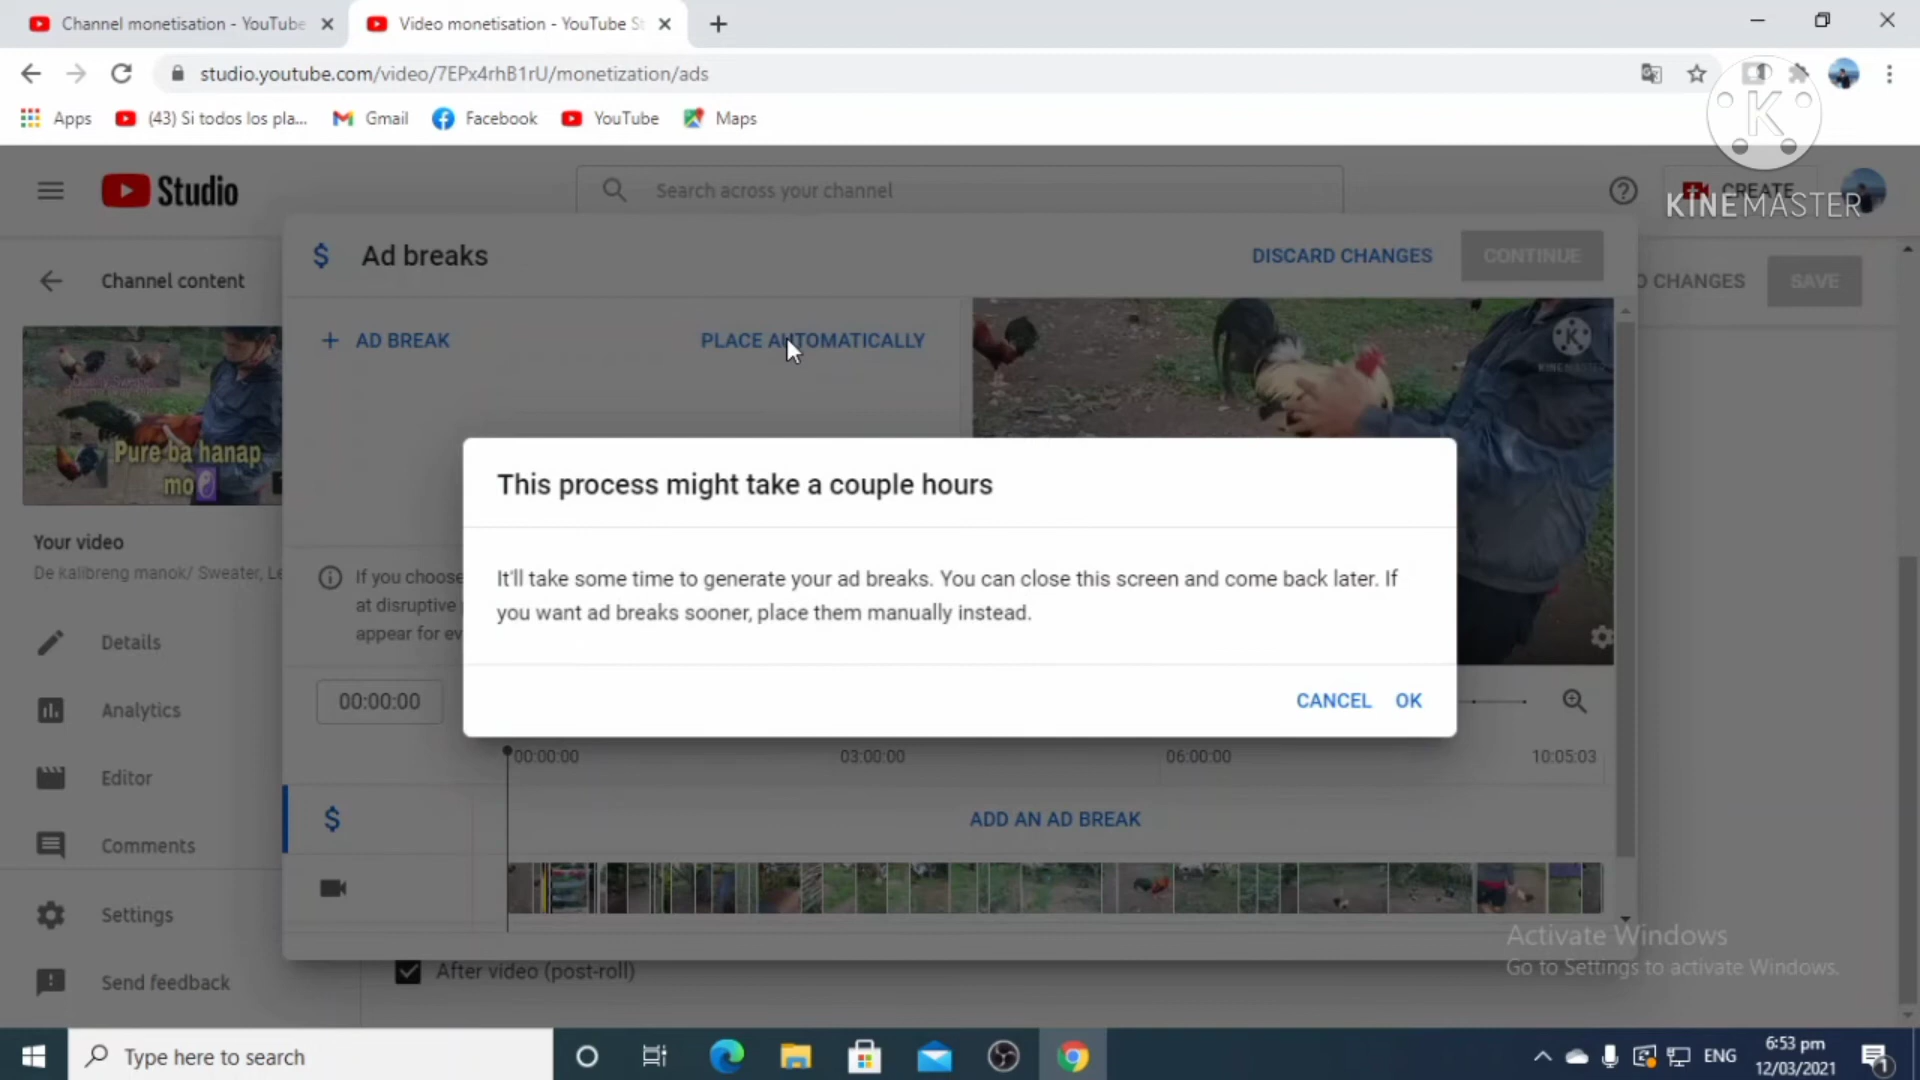 Channel monetisation - YouTube
Video monetisation - YouTube St
studio.youtube.com/video/7EPx4rhB1rU/monetization/ads
Apps
(43) Si todos los pla...
Gmail
Facebook
YouTube
Maps
K
KINEMASTER
Studio
Search across your channel
CREATE
Ad breaks
DISCARD CHANGES
CONTINUE
Channel content
CHANGES
SAVE
+ AD BREAK
PLACE AUTOMATICALLY
K
KINEMASTER
Pure ba hanap
mo
This process might take a couple hours
Your video
De kalibreng manok/ Sweater, Le
If you choose
at disruptive
appear for ev
It'll take some time to generate your ad breaks. You can close this screen and come back later. If
you want ad breaks sooner, place them manually instead.
Details
00:00:00
CANCEL
OK
Analytics
00:00:00
03:00:00
06:00:00
10:05:03
Editor
$
ADD AN AD BREAK
Comments
Settings
Activate Windows
Go to Settings to activate Windows.
After video (post-roll)
Send feedback
Type here to search
ENG
6:53 pm
12/03/2021
1